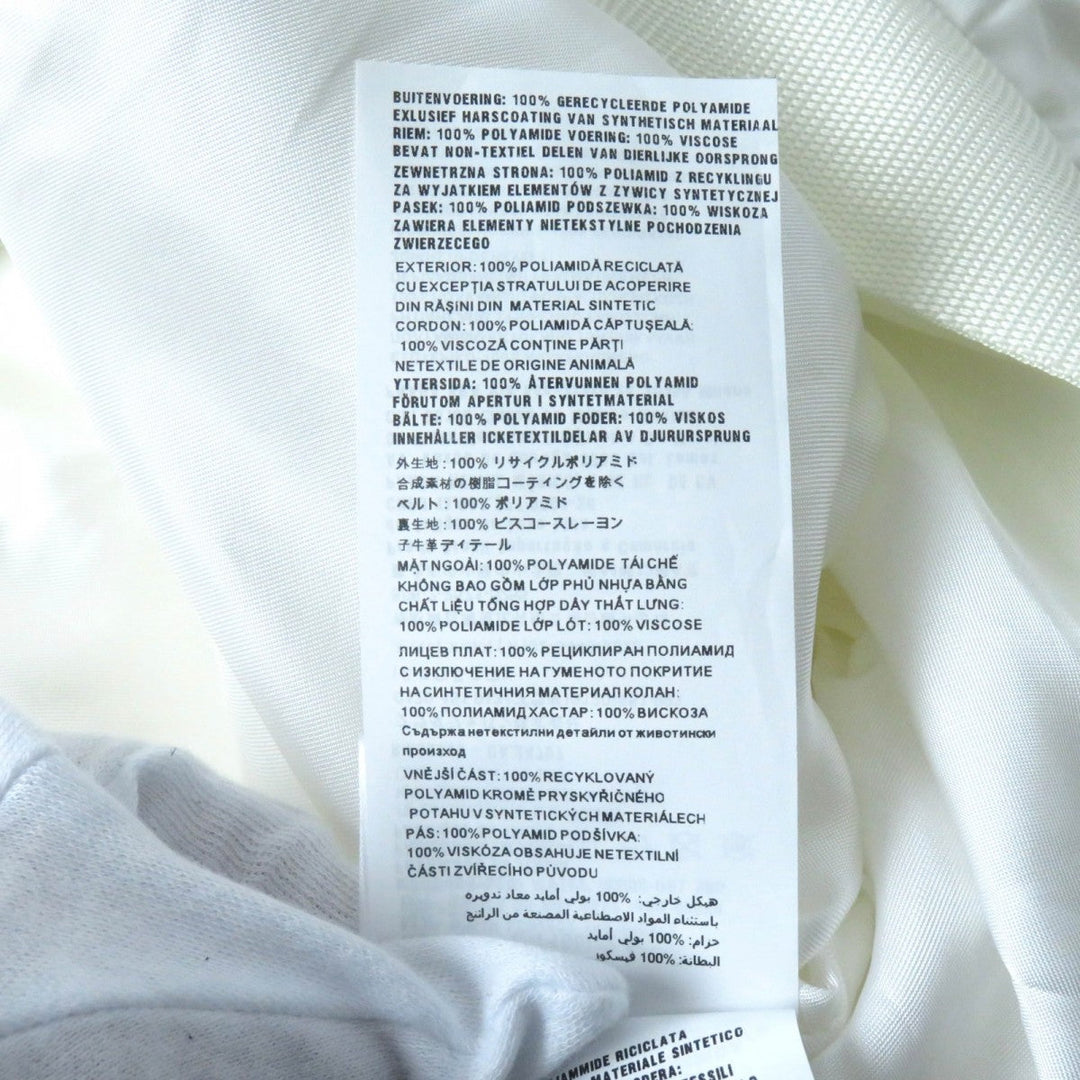 BUITENVOERING: 100% GERECYCLEERDE POLYAMIDE
EXLUSIEF HARSCOATING VAN SYNTHETISCH MATERIAAL
RIEM: 100% POLYAMIDE VOERING: 100% VISCOSE
BEVAT NON-TEXTIEL DELEN VAN DIERLIJKE OORSPRONG
ZEWNETRZNA STRONA: 100% POLIAMID Z RECYKLINGU
ZA WYJATKIEM ELEMENTÓW Z ZYWICY SYNTETYCZNEJ
PASEK: 100% POLIAMID PODSZEWKA: 100% WISKOZA
ZAWIERA ELEMENTY NIETEKSTYLNE POCHODZENIA
ZWIERZECEGO
EXTERIOR: 100% POLIAMIDĂ RECICLATĂ
CU EXCEPȚIA STRATULUI DE ACOPERIRE
DIN RĂȘINI DIN MATERIAL SINTETIC
CORDON: 100% POLIAMIDĂ CĂPTUȘEALĂ:
100% VISCOZĂ CONȚINE PĂRȚI
NETEXTILE DE ORIGINE ANIMALĂ
YTTERSIDA: 100% ÅTERVUNNEN POLYAMID
FÖRUTOM APERTUR I SYNTETMATERIAL
BÄLTE: 100% POLYAMID FODER: 100% VISKOS
INNEHÅLLER ICKETEXTILDELAR AV DJURURSPRUNG
外生地：100% リサイクルポリアミド
合成素材の樹脂コーティングを除く
ベルト：100% ポリアミド
裏生地：100% ビスコースレーヨン
子牛革ディテール
MẶT NGOÀI: 100% POLYAMIDE TÁI CHẾ
KHÔNG BAO GỒM LỚP PHỦ NHỰA BẰNG
CHẤT LIỆU TỔNG HỢP DÂY THẮT LƯNG:
100% POLIAMIDE LỚP LÓT: 100% VISCOSE
ЛИЦЕВ ПЛАТ: 100% РЕЦИКЛИРАН ПОЛИАМИД
С ИЗКЛЮЧЕНИЕ НА ГУМЕНОТО ПОКРИТИЕ
НА СИНТЕТИЧНИЯ МАТЕРИАЛ КОЛАН:
100% ПОЛИАМИД ХАСТАР: 100% ВИСКОЗА
Съдържа нетекстилни детайли от животински
произход
VNĚJŠÍ ČÁST: 100% RECYKLOVANÝ
POLYAMID KROMĚ PRYSKYŘIČNÉHO
POTAHU V SYNTETICKÝCH MATERIÁLECH
PÁS: 100% POLYAMID PODŠÍVKA:
100% VISKÓZA OBSAHUJE NETEXTILNÍ
ČÁSTI ZVÍŘECÍHO PŮVODU
هيكل خارجي: 100% بولي أمايد معاد تدويره
باستثناء المواد الاصطناعية المصنعة من الراتنج
حزام: 100% بولي أمايد
البطانة: 100% فيسكوز
RICICLATA
MATERIALE SINTETICO